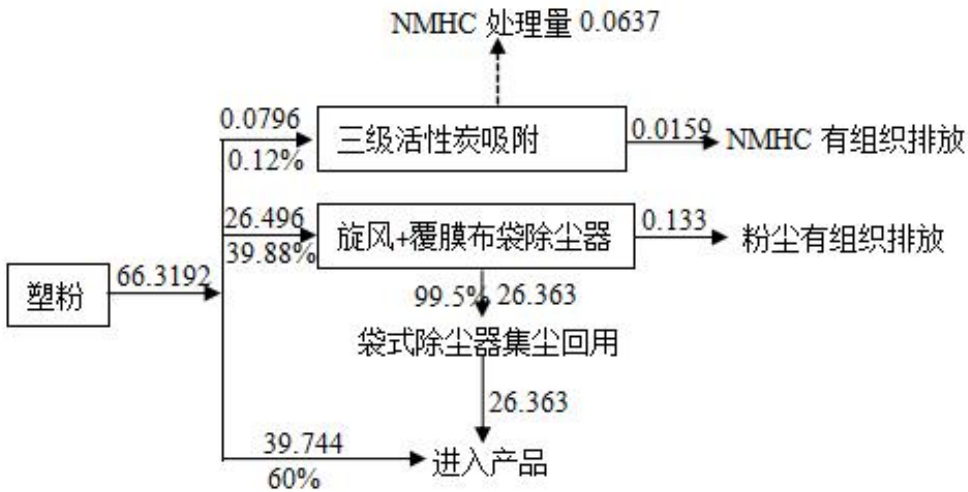 NMHC 处理量 0.0637
0.0796
0.12%
三级活性炭吸附
0.0159
NMHC 有组织排放
26.496
39.88%
旋风+覆膜布袋除尘器
0.133
粉尘有组织排放
塑粉
66.3192
99.5% 26.363
袋式除尘器集尘回用
26.363
39.744
60%
进入产品